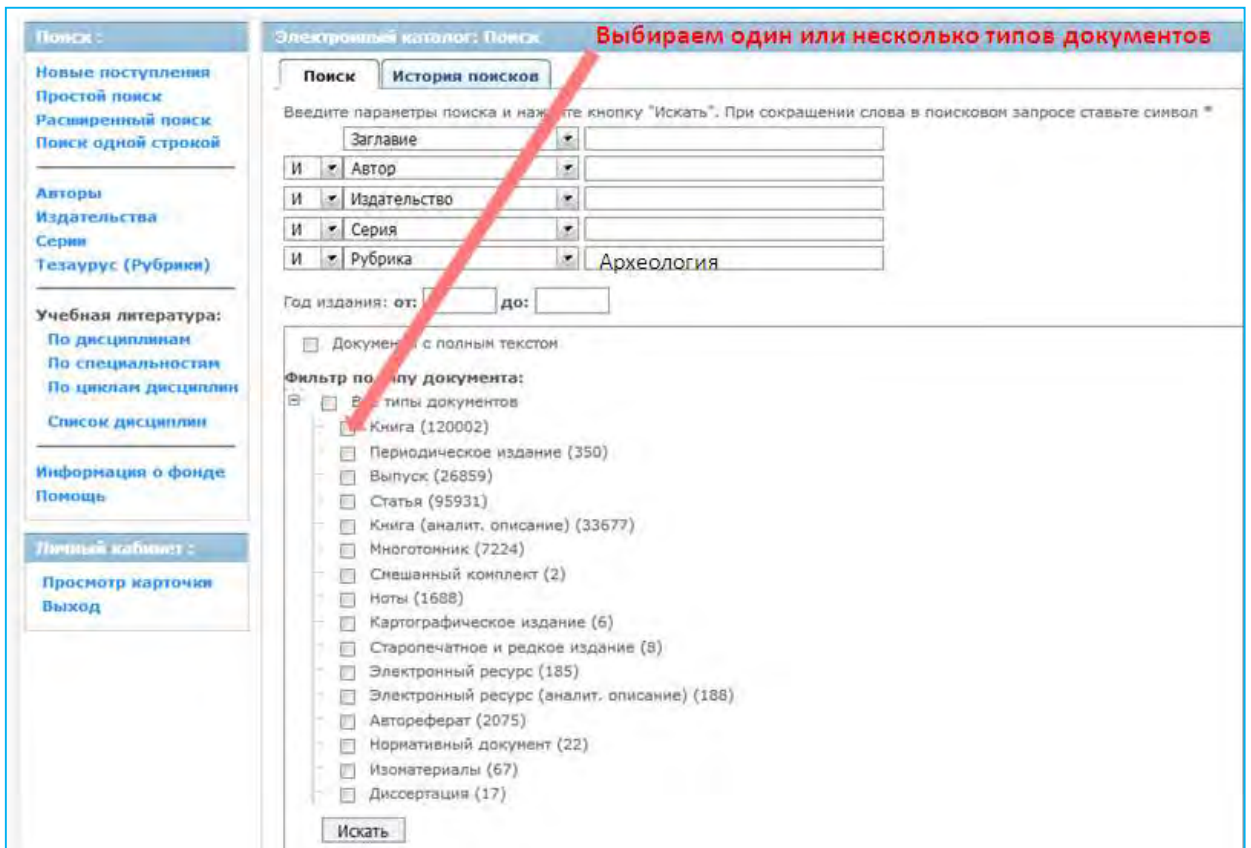 Поиск :
Новые поступления
Простой поиск
Расширенный поиск
Поиск одной строкой
Авторы
Издательства
Серии
Тезаурус (Рубрики)
Учебная литература:
По дисциплинам
По специальностям
По циклам дисциплин
Список дисциплин
Информация о фонде
Помощь
Личный кабинет :
Просмотр карточки
Выход
Электронный каталог: Поиск
Выбираем один или несколько типов документов
Поиск История поисков
Введите параметры поиска и нажмите кнопку "Искать". При сокращении слова в поисковом запросе ставьте символ *
Заглавие
И Автор
И Издательство
И Серия
И Рубрика Археология
Год издания: от: до:
Документы с полным текстом
Фильтр по типу документа:
Все типы документов
Книга (120002)
Периодическое издание (350)
Выпуск (26859)
Статья (95931)
Книга (аналит. описание) (33677)
Многотомник (7224)
Смешанный комплект (2)
Ноты (1688)
Картографическое издание (6)
Старопечатное и редкое издание (8)
Электронный ресурс (185)
Электронный ресурс (аналит. описание) (188)
Автореферат (2075)
Нормативный документ (22)
Изоматериалы (67)
Диссертация (17)
Искать